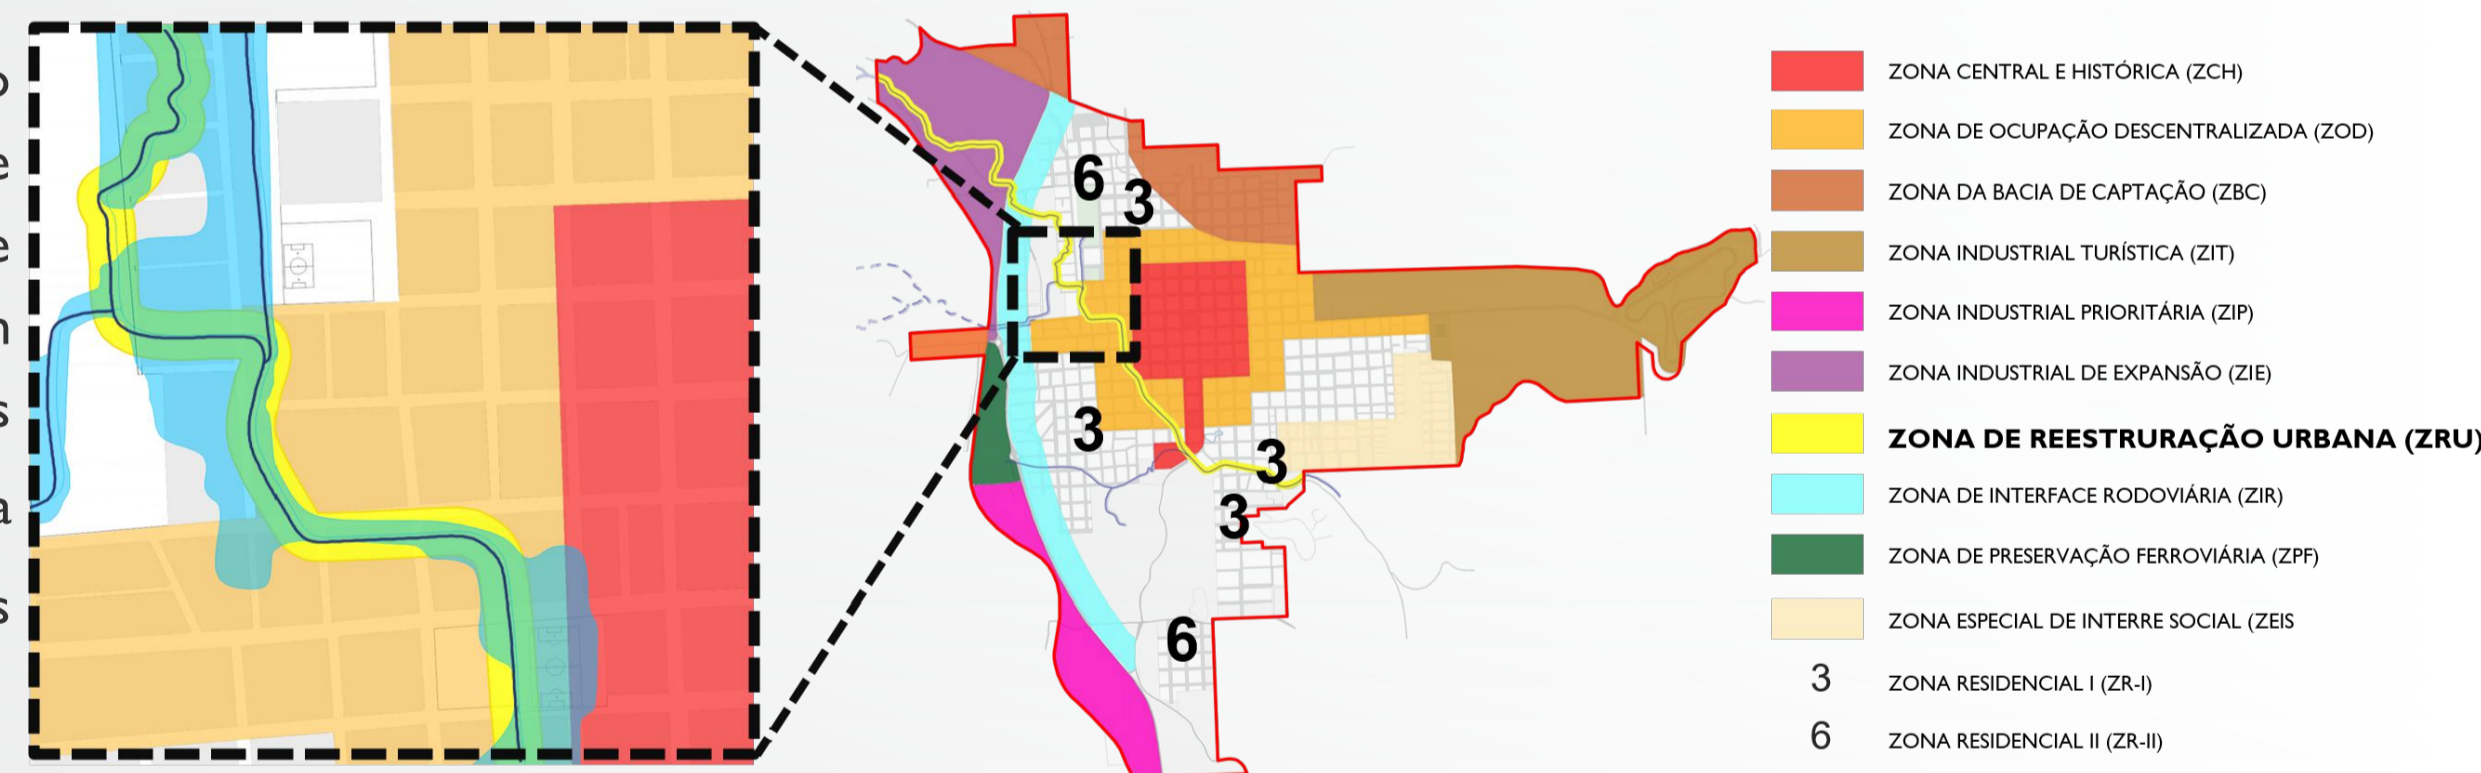 o
e
e
n
s
a
s
6
3
3
3
3
6
ZONA CENTRAL E HISTÓRICA (ZCH)
ZONA DE OCUPAÇÃO DESCENTRALIZADA (ZOD)
ZONA DA BACIA DE CAPTAÇÃO (ZBC)
ZONA INDUSTRIAL TURÍSTICA (ZIT)
ZONA INDUSTRIAL PRIORITÁRIA (ZIP)
ZONA INDUSTRIAL DE EXPANSÃO (ZIE)
ZONA DE REESTRURAÇÃO URBANA (ZRU)
ZONA DE INTERFACE RODOVIÁRIA (ZIR)
ZONA DE PRESERVAÇÃO FERROVIÁRIA (ZPF)
ZONA ESPECIAL DE INTERRE SOCIAL (ZEIS
3 ZONA RESIDENCIAL I (ZR-I)
6 ZONA RESIDENCIAL II (ZR-II)